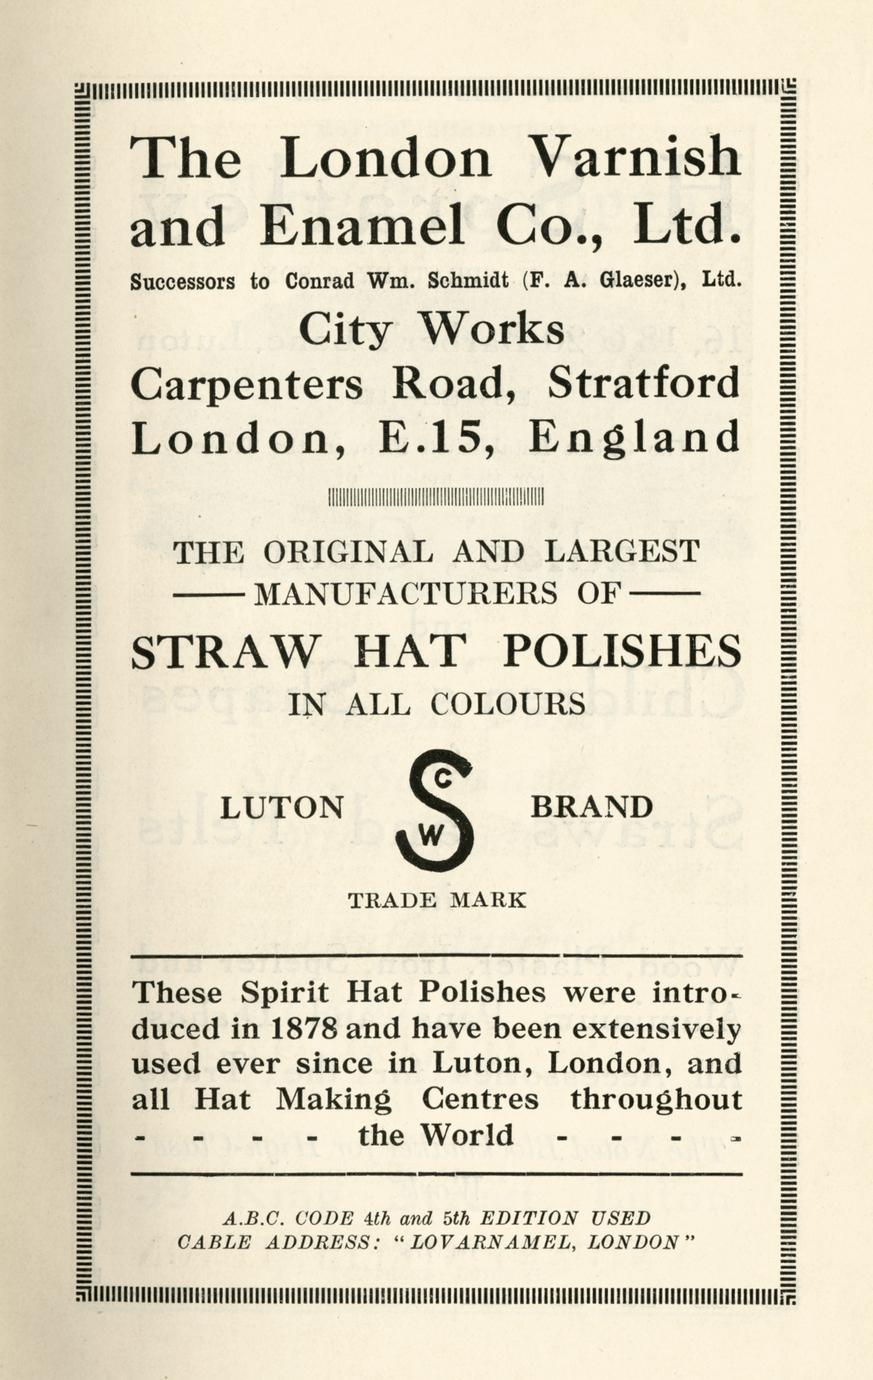 The London Varnish
and Enamel Co., Ltd.
Successors to Conrad Wm. Schmidt (F. A. Glaeser), Ltd.
City Works
Carpenters Road, Stratford
London, E.15, England
THE ORIGINAL AND LARGEST
— MANUFACTURERS OF —
STRAW HAT POLISHES
IN ALL COLOURS
LUTON S C W BRAND
TRADE MARK
These Spirit Hat Polishes were intro-
duced in 1878 and have been extensively
used ever since in Luton, London, and
all Hat Making Centres throughout
- - - - the World - - - -
A.B.C. CODE 4th and 5th EDITION USED
CABLE ADDRESS: "LOVARNAMEL, LONDON"